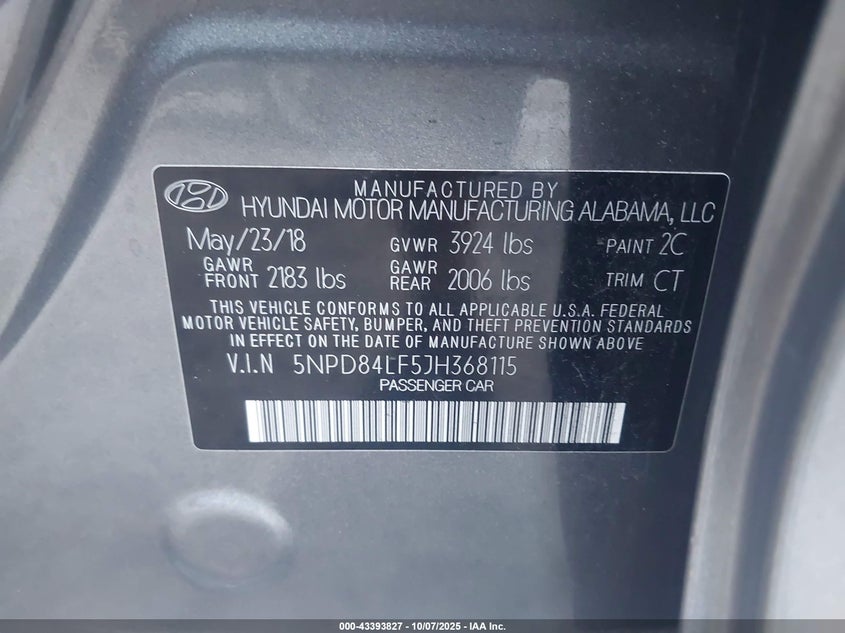 MANUFACTURED BY
HYUNDAI MOTOR MANUFACTURING ALABAMA, LLC
May/23/18 GVWR 3924 lbs PAINT 2C
GAWR FRONT 2183 lbs GAWR REAR 2006 lbs TRIM CT
THIS VEHICLE CONFORMS TO ALL APPLICABLE U.S.A. FEDERAL
MOTOR VEHICLE SAFETY, BUMPER, AND THEFT PREVENTION STANDARDS
IN EFFECT ON THE DATE OF MANUFACTURE SHOWN ABOVE.
V.I.N 5NPD84LF5JH368115
PASSENGER CAR
000-43393827 - 10/07/2025 - IAA Inc.